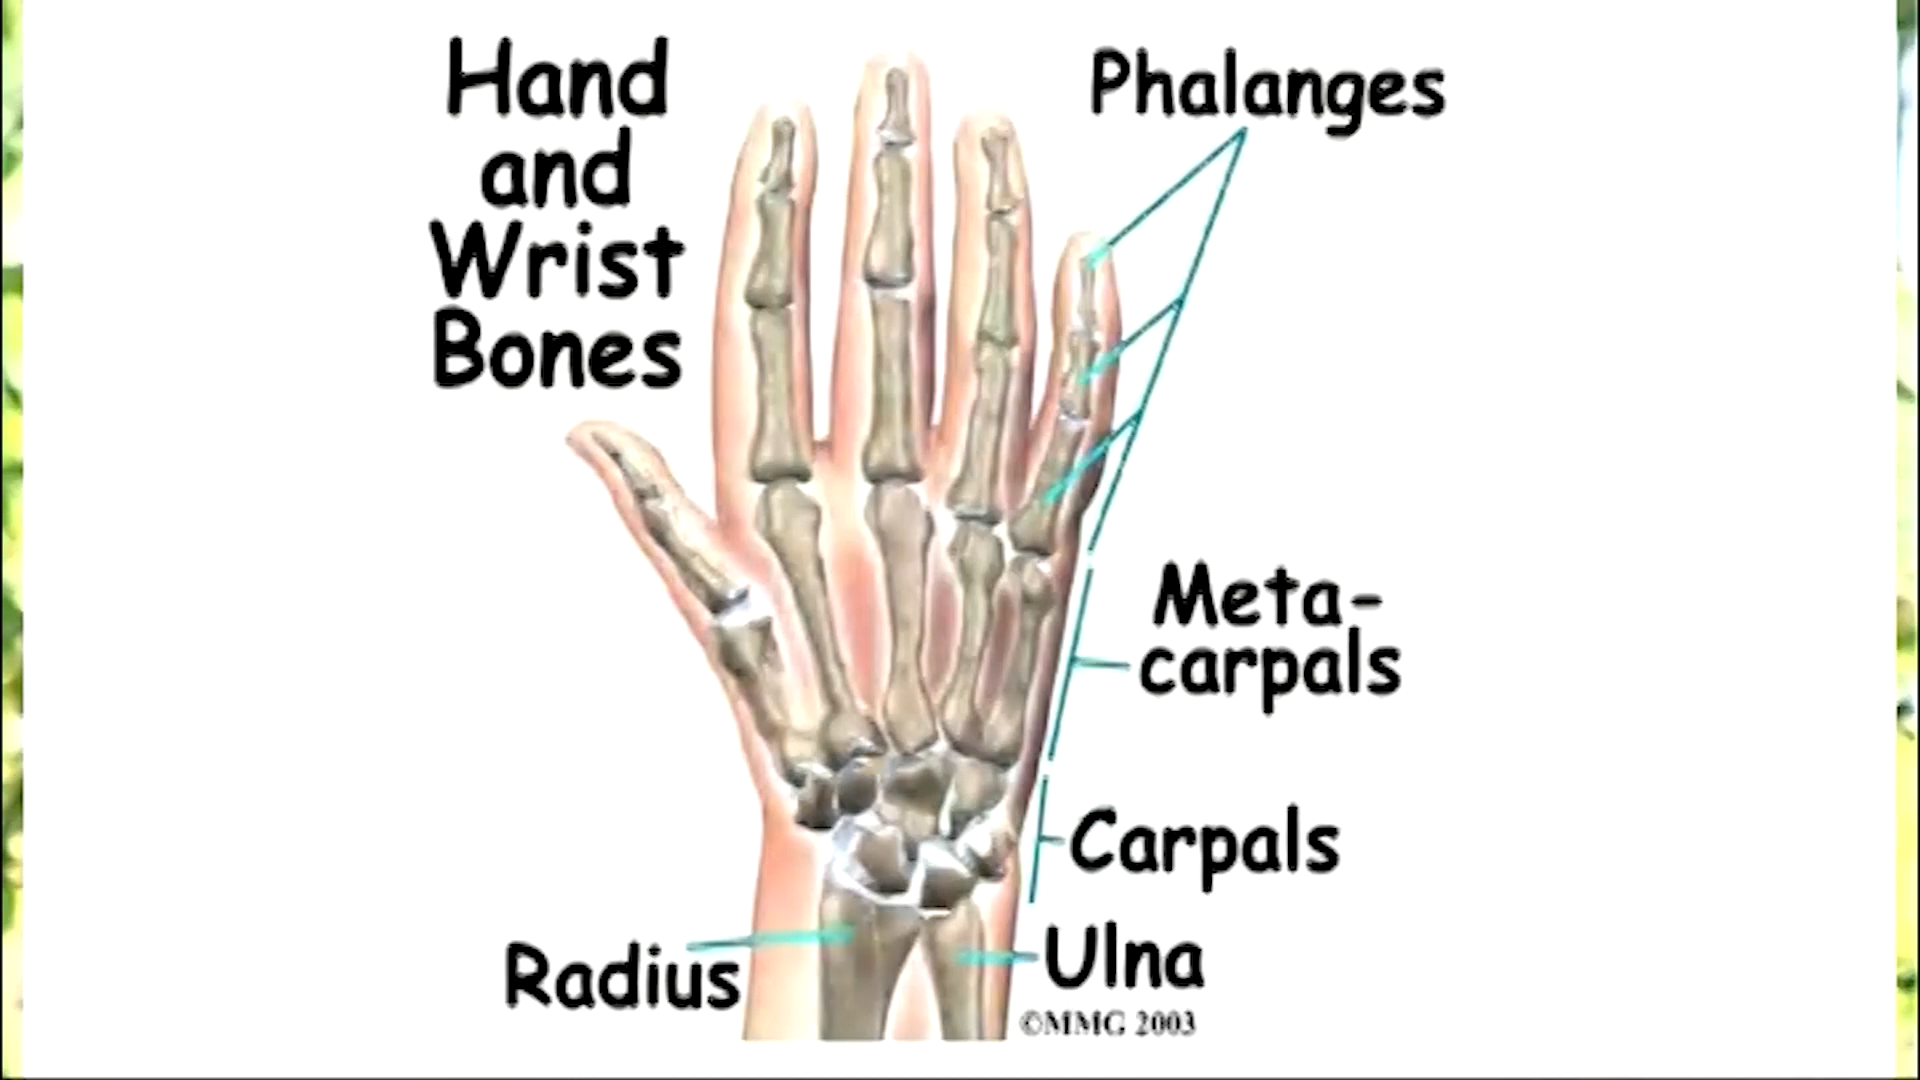 Hand
and
Wrist
Bones
Phalanges
Meta-
carpals
Carpals
Radius
Ulna
©MMG 2003